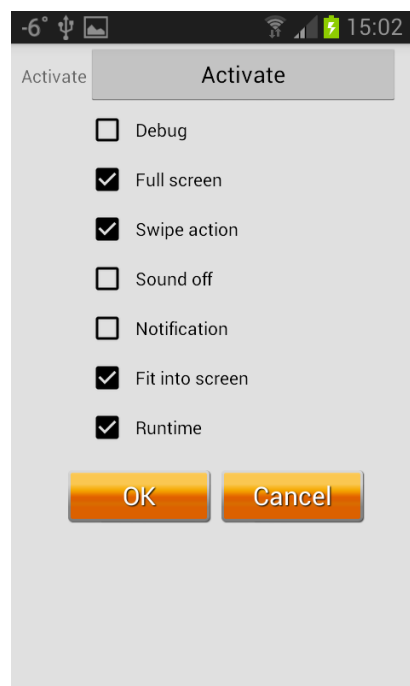 -6° 15:02
Activate Activate
Debug
Full screen
Swipe action
Sound off
Notification
Fit into screen
Runtime
OK Cancel